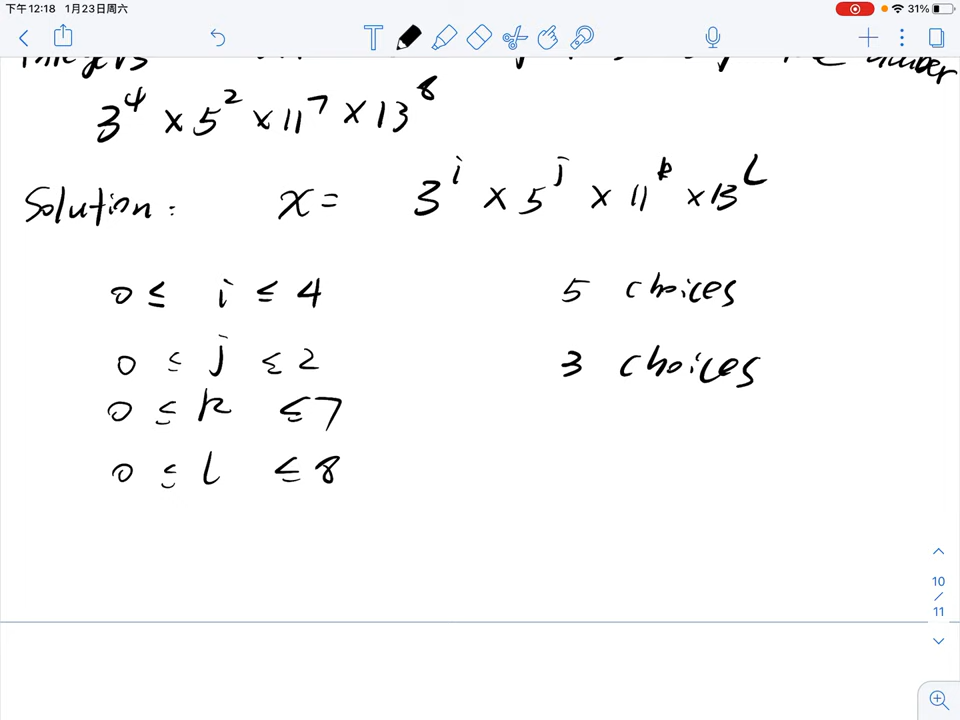 下午12:18 1月23日周六
31%
T
Integers number
3^4 × 5^2 × 11^7 × 13^8
Solution: x = 3^i × 5^j × 11^k × 13^l
0 ≤ i ≤ 4 5 choices
0 ≤ j ≤ 2 3 choices
0 ≤ k ≤ 7
0 ≤ l ≤ 8
10
/
11